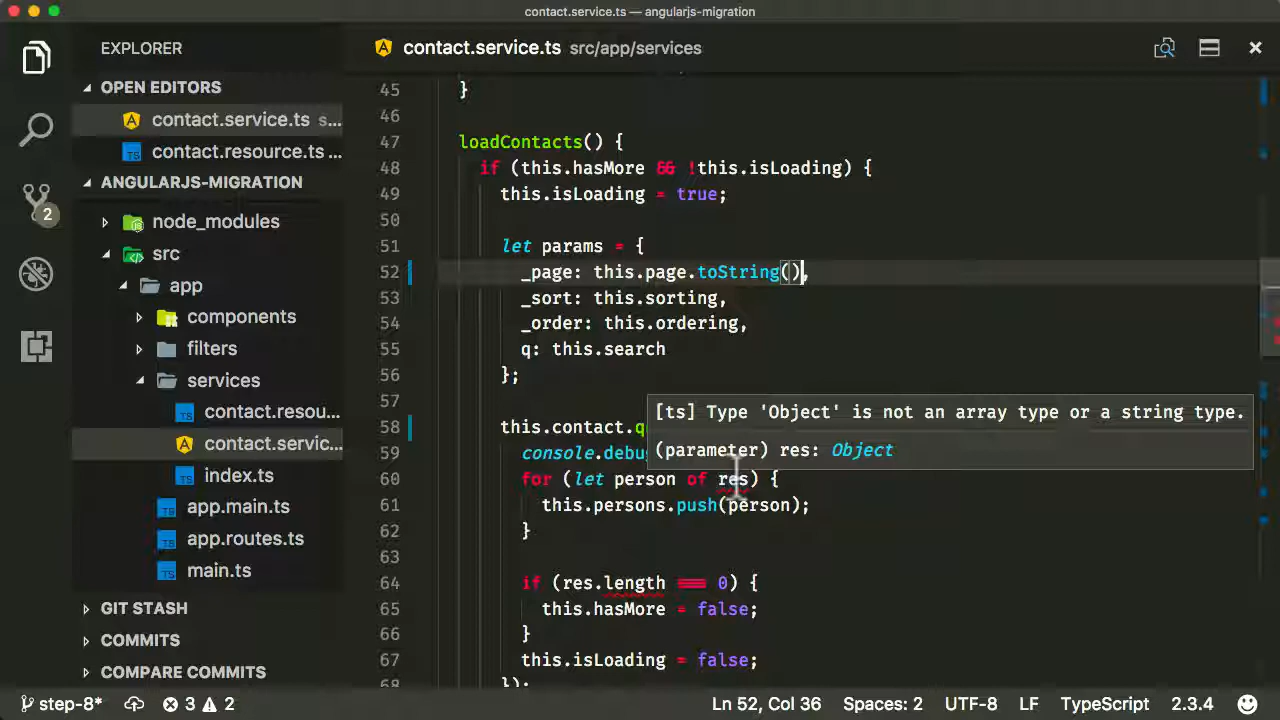 contact.service.ts — angularjs-migration
EXPLORER
contact.service.ts src/app/services
OPEN EDITORS
contact.service.ts s...
contact.resource.ts ...
ANGULARJS-MIGRATION
node_modules
src
app
components
filters
services
contact.resou...
contact.servic...
index.ts
app.main.ts
app.routes.ts
main.ts
GIT STASH
COMMITS
COMPARE COMMITS
2
45 }
46
47 loadContacts() {
48 if (this.hasMore && !this.isLoading) {
49 this.isLoading = true;
50
51 let params = {
52 _page: this.page.toString(),
53 _sort: this.sorting,
54 _order: this.ordering,
55 q: this.search
56 };
57
58 this.contact.q
59 console.debug
60 for (let person of res) {
61 this.persons.push(person);
62 }
63
64 if (res.length === 0) {
65 this.hasMore = false;
66 }
67 this.isLoading = false;
68 });
[ts] Type 'Object' is not an array type or a string type.
(parameter) res: Object
step-8* 3 2 Ln 52, Col 36 Spaces: 2 UTF-8 LF TypeScript 2.3.4